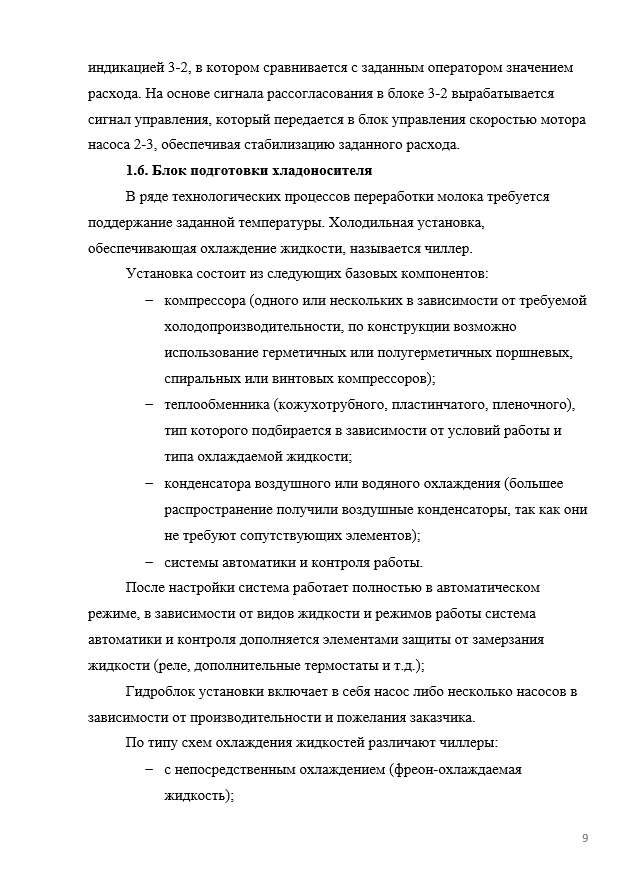 индикацией 3-2, в котором сравнивается с заданным оператором значением
расхода. На основе сигнала рассогласования в блоке 3-2 вырабатывается
сигнал управления, который передается в блок управления скоростью мотора
насоса 2-3, обеспечивая стабилизацию заданного расхода.
1.6. Блок подготовки хладоносителя
В ряде технологических процессов переработки молока требуется
поддержание заданной температуры. Холодильная установка,
обеспечивающая охлаждение жидкости, называется чиллер.
Установка состоит из следующих базовых компонентов:
– компрессора (одного или нескольких в зависимости от требуемой
холодопроизводительности, по конструкции возможно
использование герметичных или полугерметичных поршневых,
спиральных или винтовых компрессоров);
– теплообменника (кожухотрубного, пластинчатого, пленочного),
тип которого подбирается в зависимости от условий работы и
типа охлаждаемой жидкости;
– конденсатора воздушного или водяного охлаждения (большее
распространение получили воздушные конденсаторы, так как они
не требуют сопутствующих элементов);
– системы автоматики и контроля работы.
После настройки система работает полностью в автоматическом
режиме, в зависимости от видов жидкости и режимов работы система
автоматики и контроля дополняется элементами защиты от замерзания
жидкости (реле, дополнительные термостаты и т.д.);
Гидроблок установки включает в себя насос либо несколько насосов в
зависимости от производительности и пожелания заказчика.
По типу схем охлаждения жидкостей различают чиллеры:
– с непосредственным охлаждением (фреон-охлаждаемая
жидкость);
9